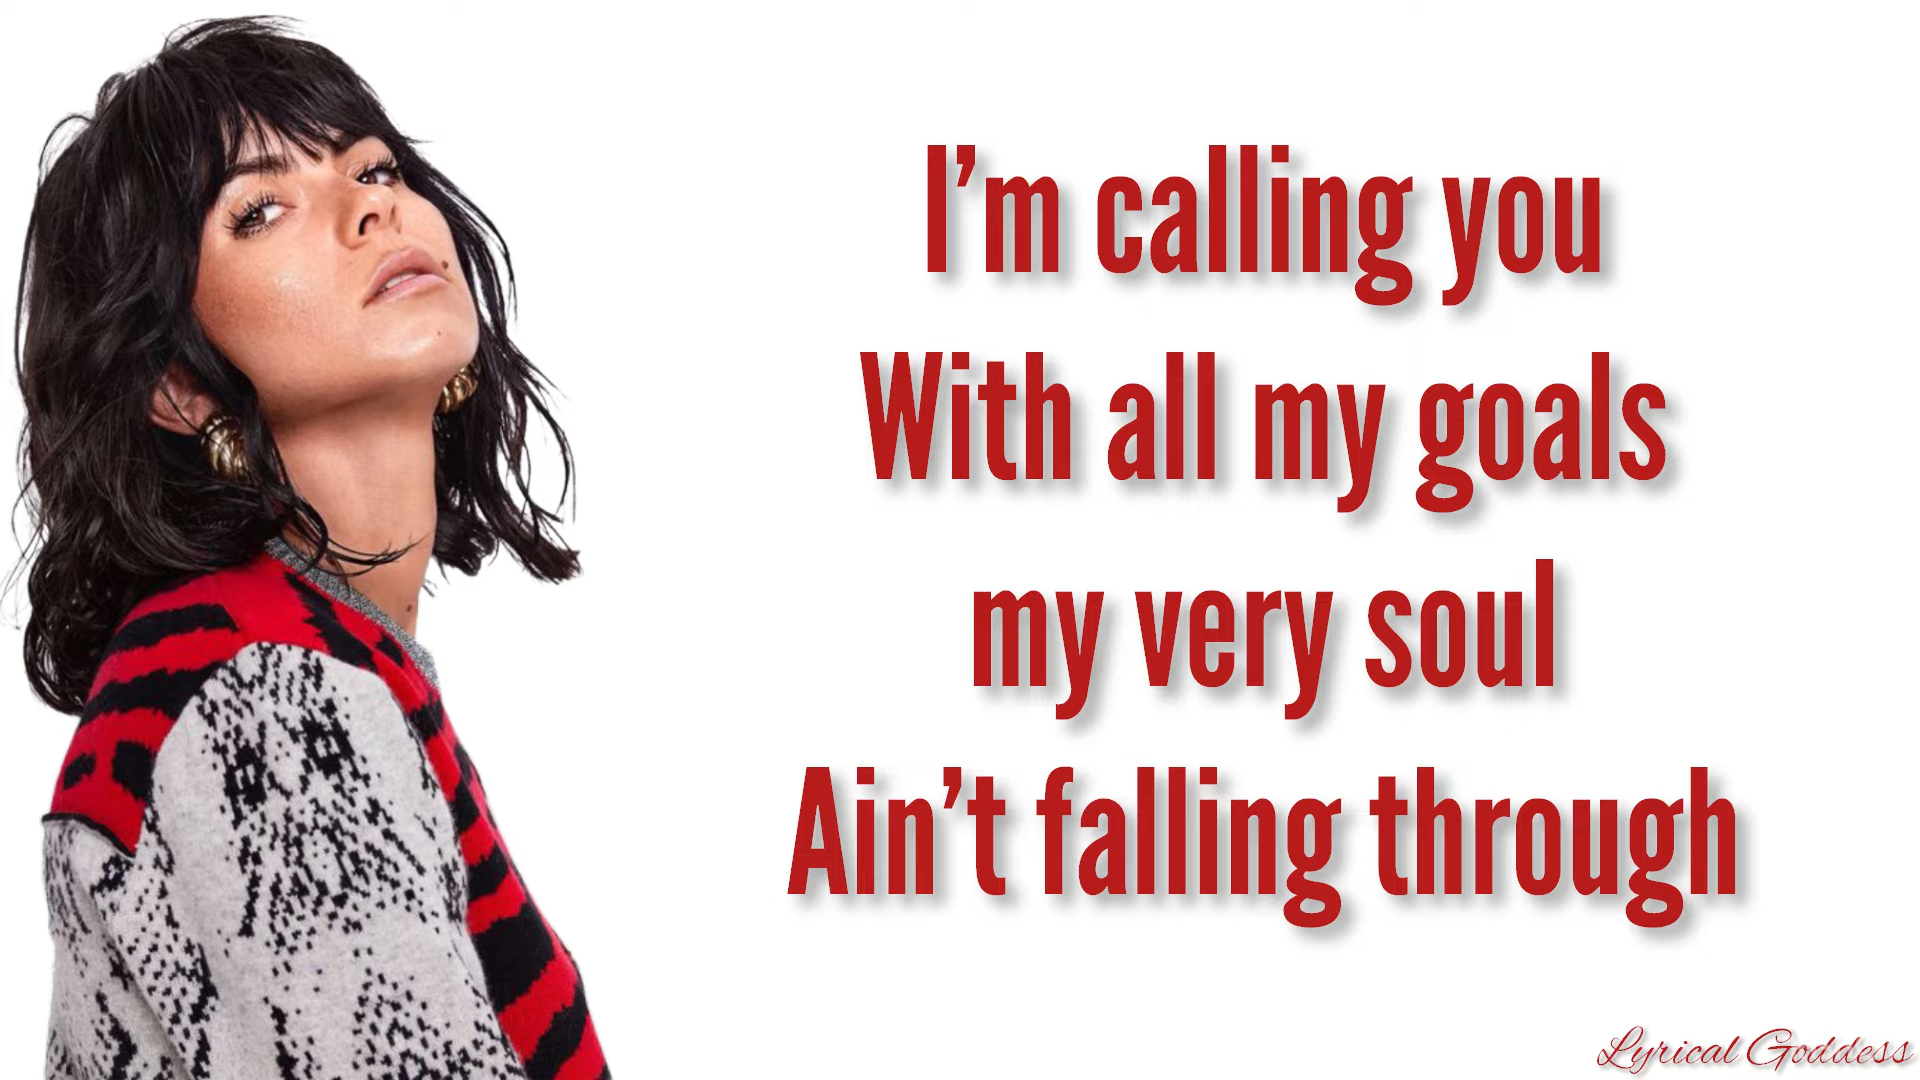 I’m calling you
With all my goals
my very soul
Ain’t falling through
Lyrical Goddess